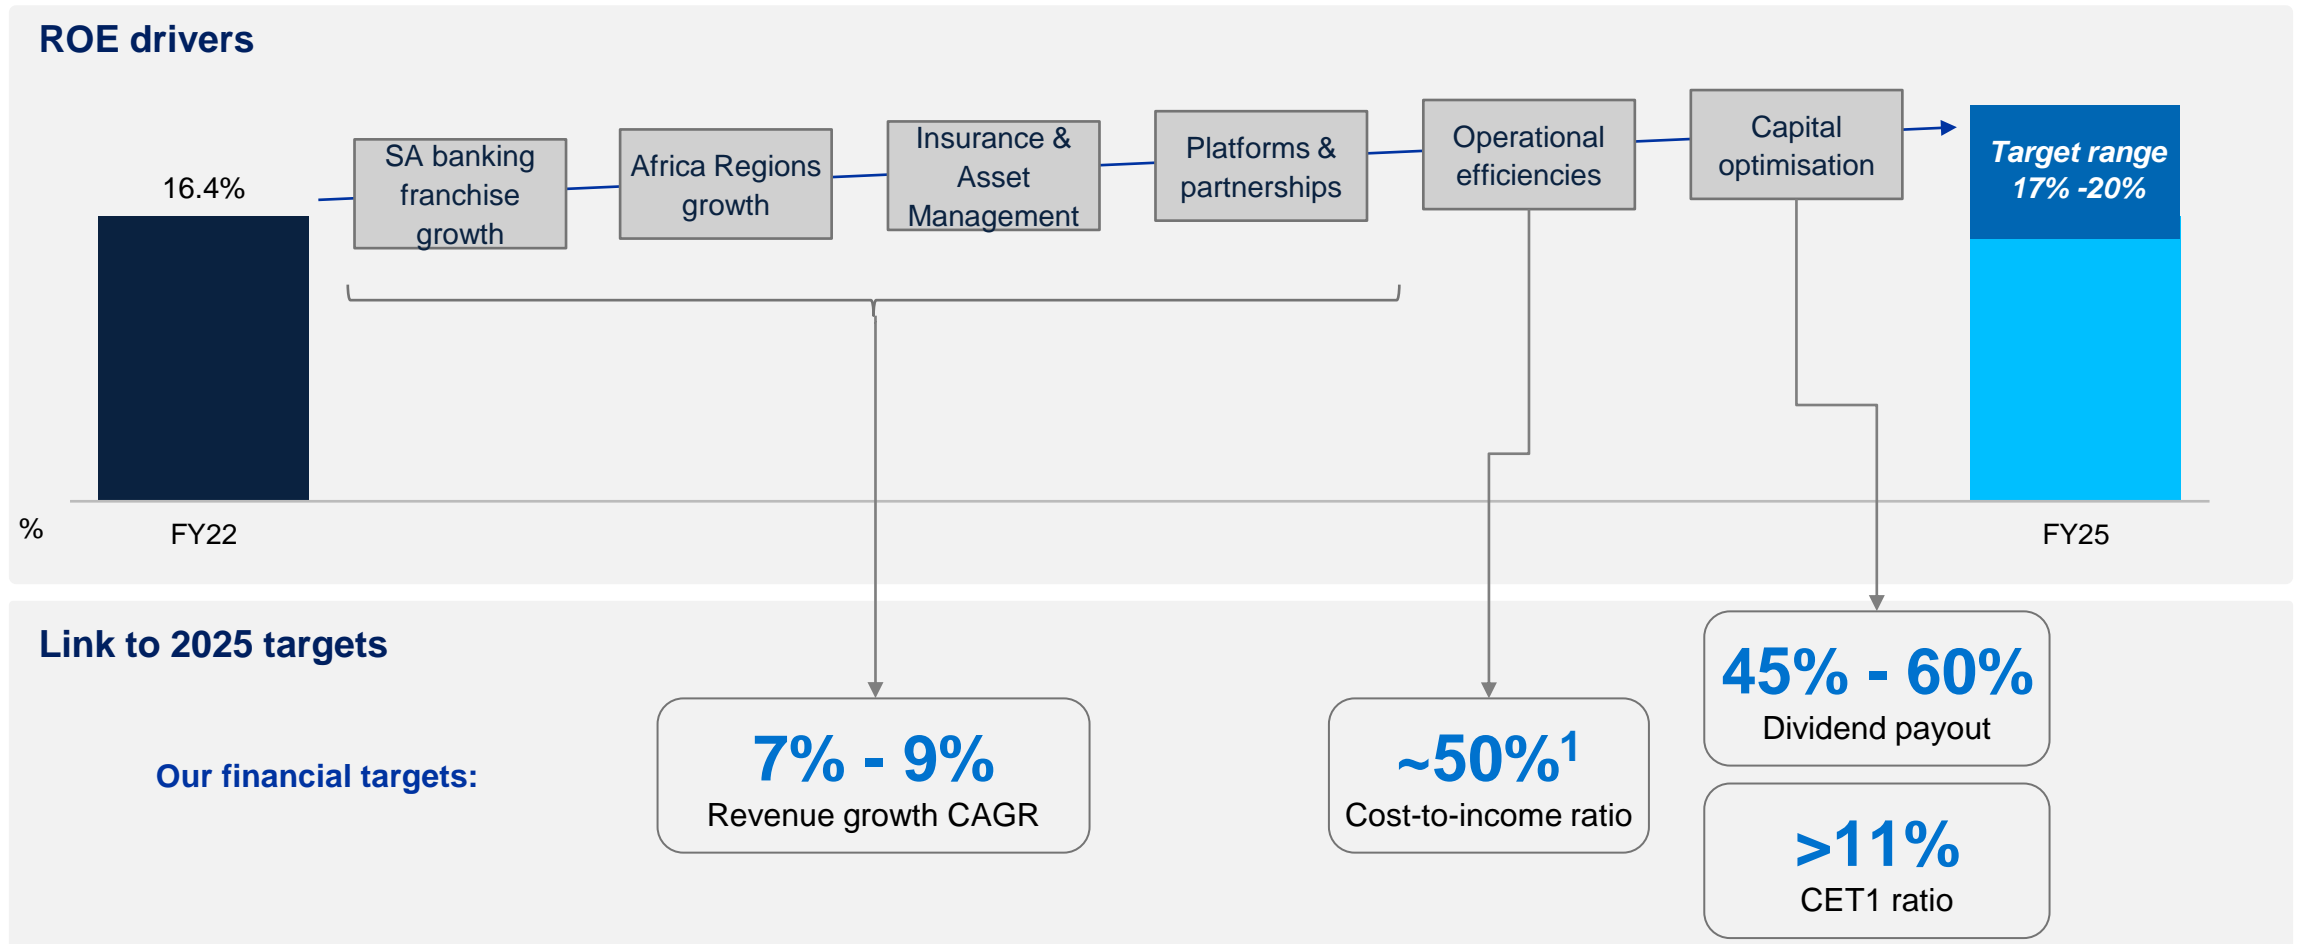 ROE drivers
16.4%
SA banking
franchise
growth
Africa Regions
growth
Insurance &
Asset
Management
Platforms &
partnerships
Operational
efficiencies
Capital
optimisation
Target range
17% -20%
%
FY22
FY25
Link to 2025 targets
Our financial targets:
7% - 9%
Revenue growth CAGR
~50%¹
Cost-to-income ratio
45% - 60%
Dividend payout
>11%
CET1 ratio